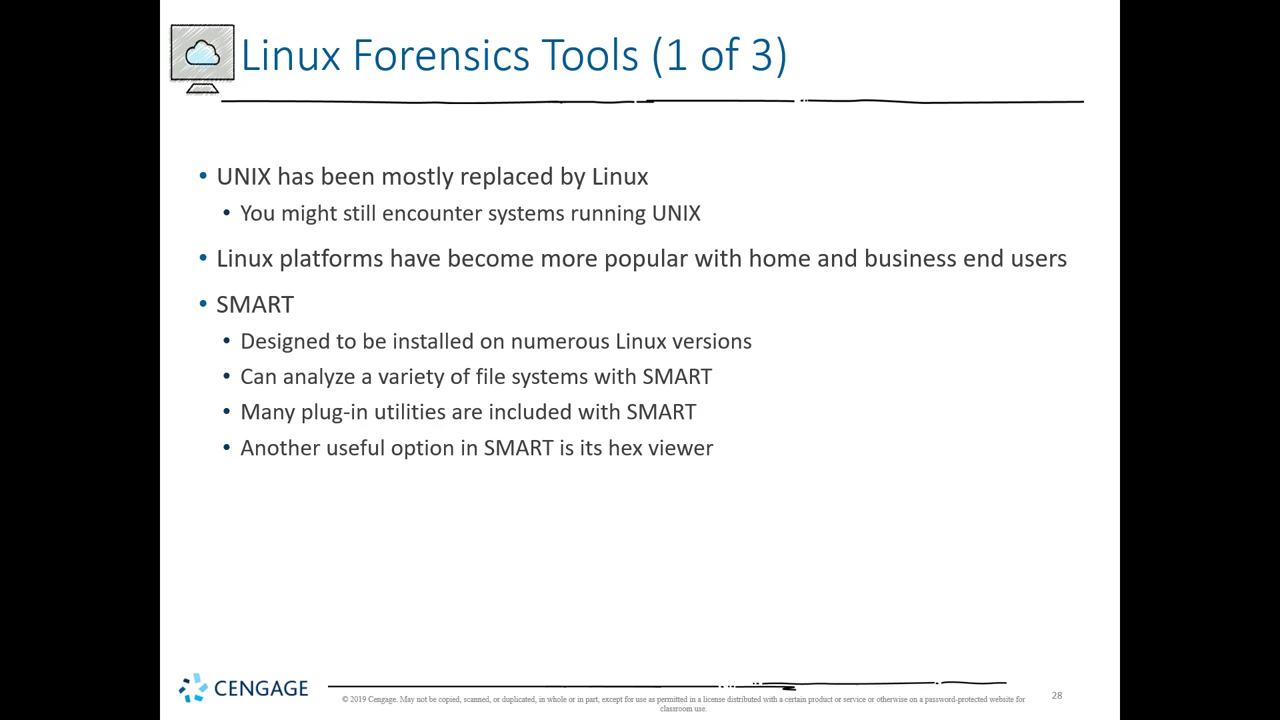 Linux Forensics Tools (1 of 3)
• UNIX has been mostly replaced by Linux
• You might still encounter systems running UNIX
• Linux platforms have become more popular with home and business end users
• SMART
• Designed to be installed on numerous Linux versions
• Can analyze a variety of file systems with SMART
• Many plug-in utilities are included with SMART
• Another useful option in SMART is its hex viewer
CENGAGE
© 2019 Cengage. May not be copied, scanned, or duplicated, in whole or in part, except for use as permitted in a license distributed with a certain product or service or otherwise on a password-protected website for
classroom use.
28